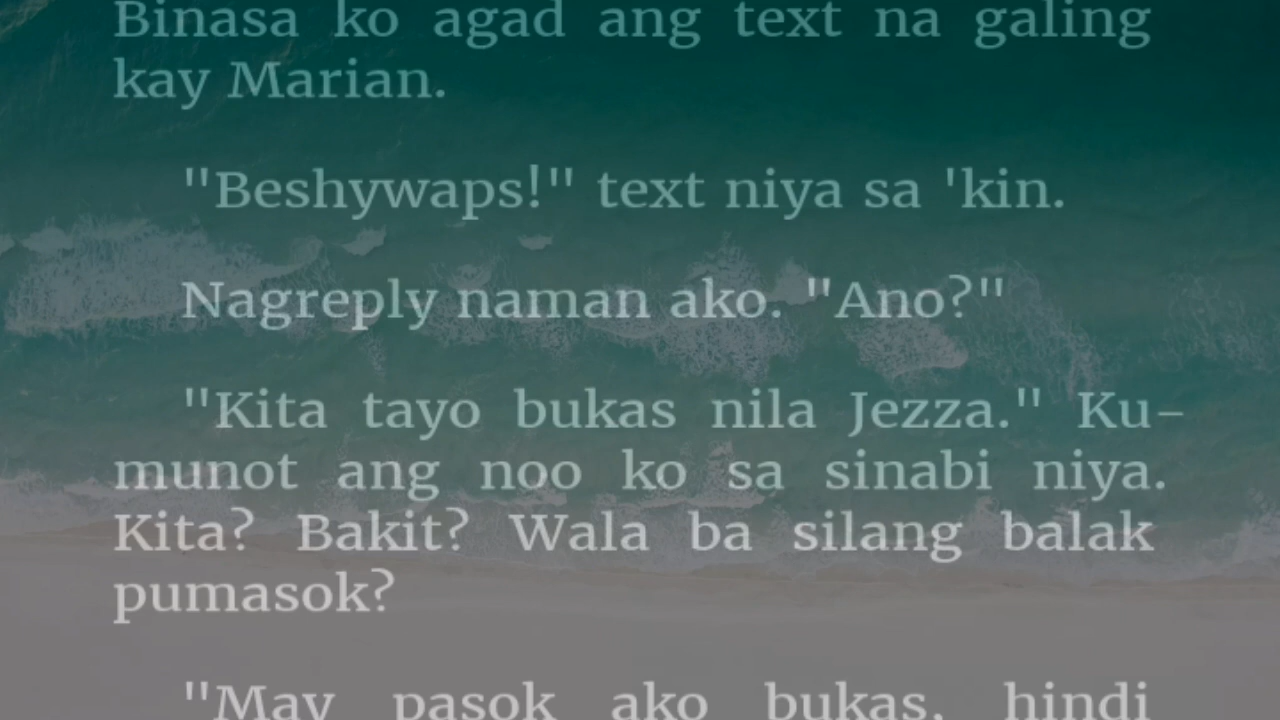 Binasa ko agad ang text na galing
kay Marian.
"Beshywaps!" text niya sa 'kin.
Nagreply naman ako. "Ano?"
"Kita tayo bukas nila Jezza." Ku-
munot ang noo ko sa sinabi niya.
Kita? Bakit? Wala ba silang balak
pumasok?
"May pasok ako bukas, hindi